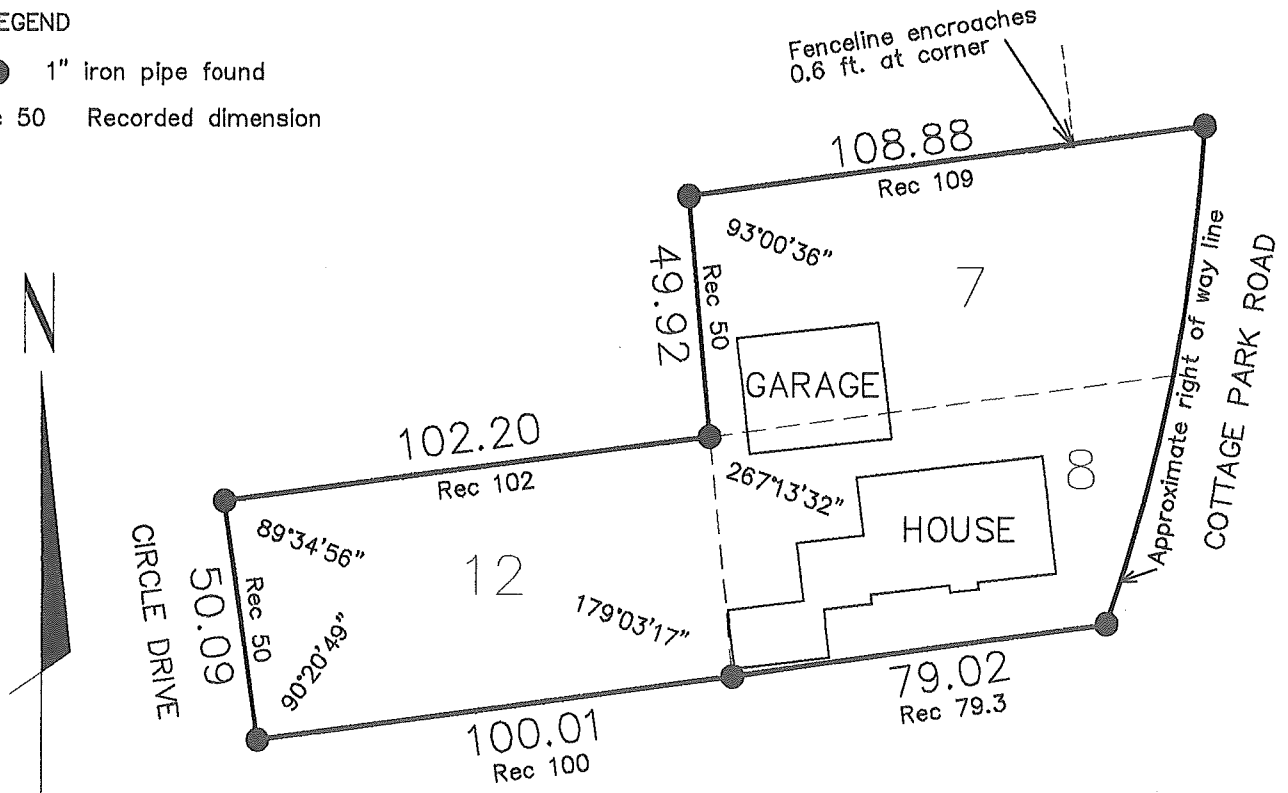 EGEND
1" iron pipe found
c 50 Recorded dimension
Fenceline encroaches
0.6 ft. at corner
108.88
Rec 109
93°00'36"
49.92
Rec 50
7
N
GARAGE
102.20
Rec 102
267°13'32"
8
HOUSE
Approximate right of way line
COTTAGE PARK ROAD
CIRCLE DRIVE
89°34'56"
12
50.09
Rec 50
90°20'49"
179°03'17"
79.02
Rec 79.3
100.01
Rec 100